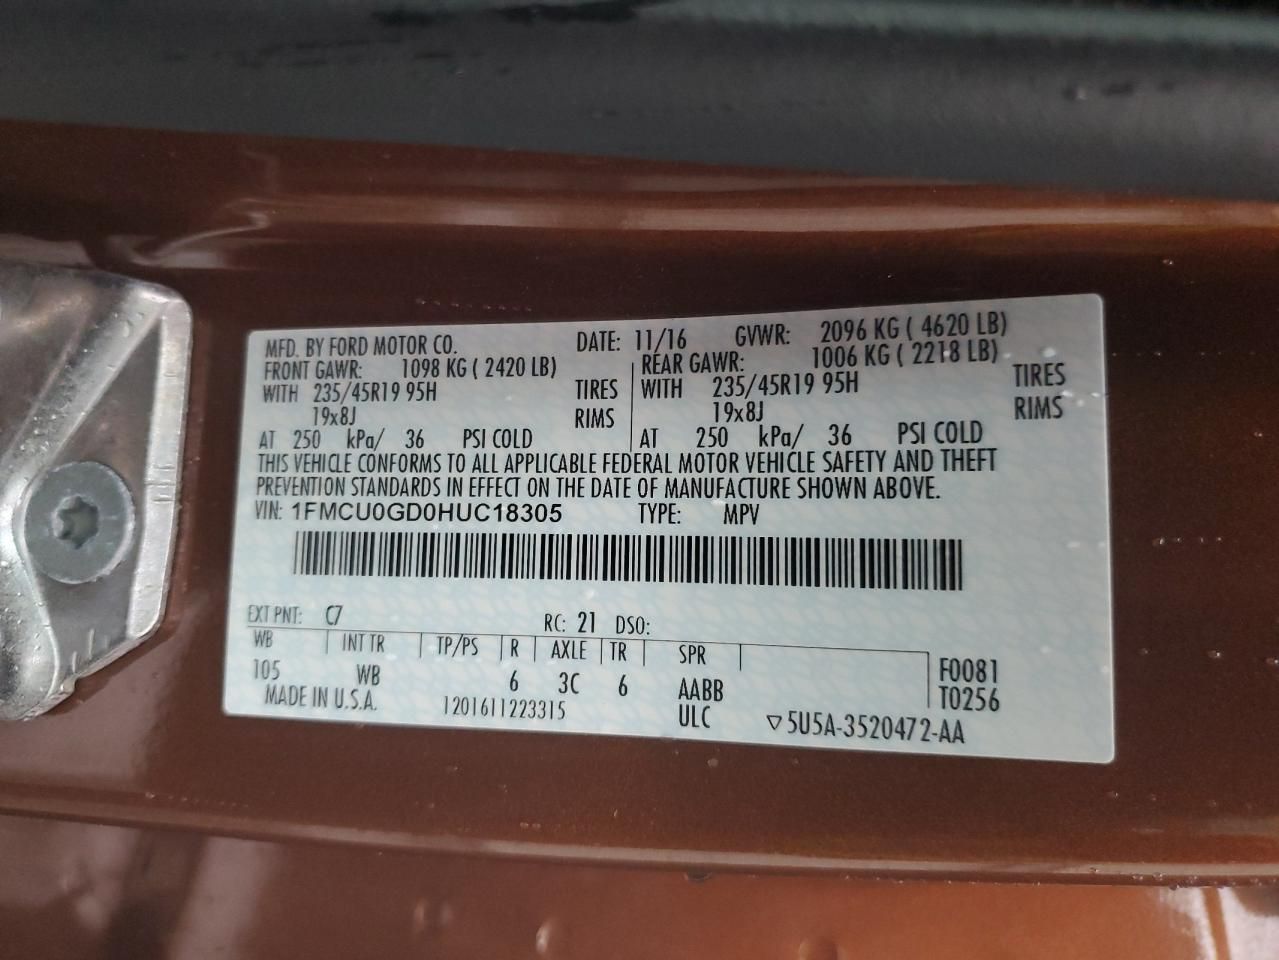 MFD. BY FORD MOTOR CO. DATE: 11/16 GVWR: 2096 KG ( 4620 LB)
FRONT GAWR: 1098 KG ( 2420 LB) REAR GAWR: 1006 KG ( 2218 LB)
WITH 235/45R19 95H TIRES WITH 235/45R19 95H TIRES
19x8J RIMS 19x8J RIMS
AT 250 kPa/ 36 PSI COLD AT 250 kPa/ 36 PSI COLD
THIS VEHICLE CONFORMS TO ALL APPLICABLE FEDERAL MOTOR VEHICLE SAFETY AND THEFT
PREVENTION STANDARDS IN EFFECT ON THE DATE OF MANUFACTURE SHOWN ABOVE.
VIN: 1FMCU0GD0HUC18305 TYPE: MPV
EXT PNT: C7 RC: 21 DSO:
WB INT TR TP/PS R AXLE TR SPR
105 WB 6 3C 6 AABB F0081
MADE IN U.S.A. 1201611223315 ULC ▽5U5A-3520472-AA T0256